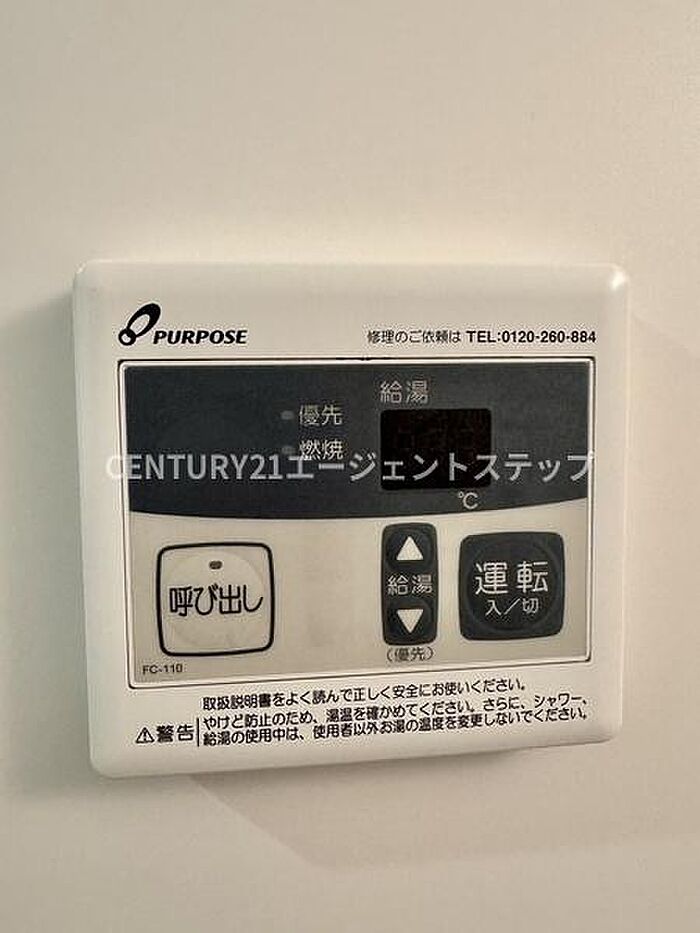 PURPOSE
修理のご依頼は TEL:0120-260-884
給湯
優先
燃焼
CENTURY21エージェントステップ
℃
呼び出し
給湯
(優先)
運転
入/切
FC-110
取扱説明書をよく読んで正しく安全にお使いください。
警告
やけど防止のため、湯温を確かめてください。さらに、シャワー、
給湯の使用中は、使用者以外お湯の温度を変更しないでください。